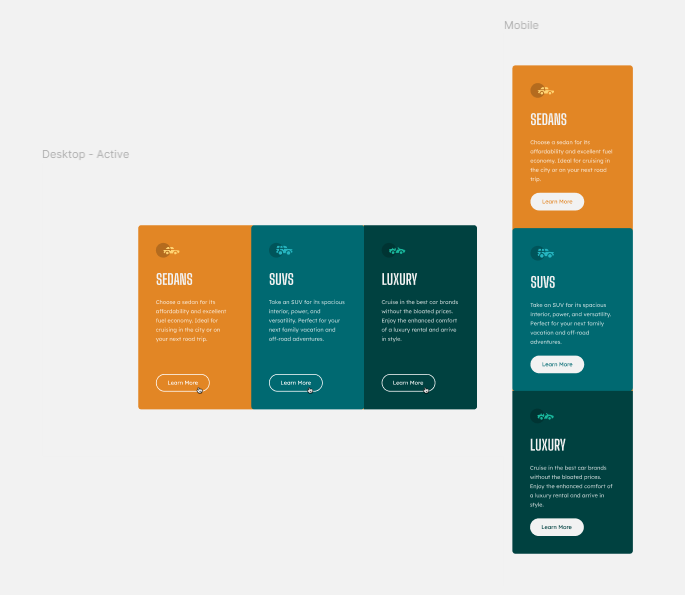 Mobile
Desktop - Active
SEDANS
Choose a sedan for its
affordability and excellent
fuel economy. Ideal for
cruising in the city or on
your next road trip.
Learn More
SUVS
Take an SUV for its spacious
interior, power, and
versatility. Perfect for your
next family vacation and
off-road adventures.
Learn More
LUXURY
Cruise in the best car brands
without the bloated prices.
Enjoy the enhanced comfort
of a luxury rental and arrive
in style.
Learn More
SEDANS
Choose a sedan for its
affordability and excellent fuel
economy. Ideal for cruising in
the city or on your next road
trip.
Learn More
SUVS
Take an SUV for its spacious
interior, power, and versatility.
Perfect for your next family
vacation and off-road
adventures.
Learn More
LUXURY
Cruise in the best car brands
without the bloated prices.
Enjoy the enhanced comfort of
a luxury rental and arrive in
style.
Learn More